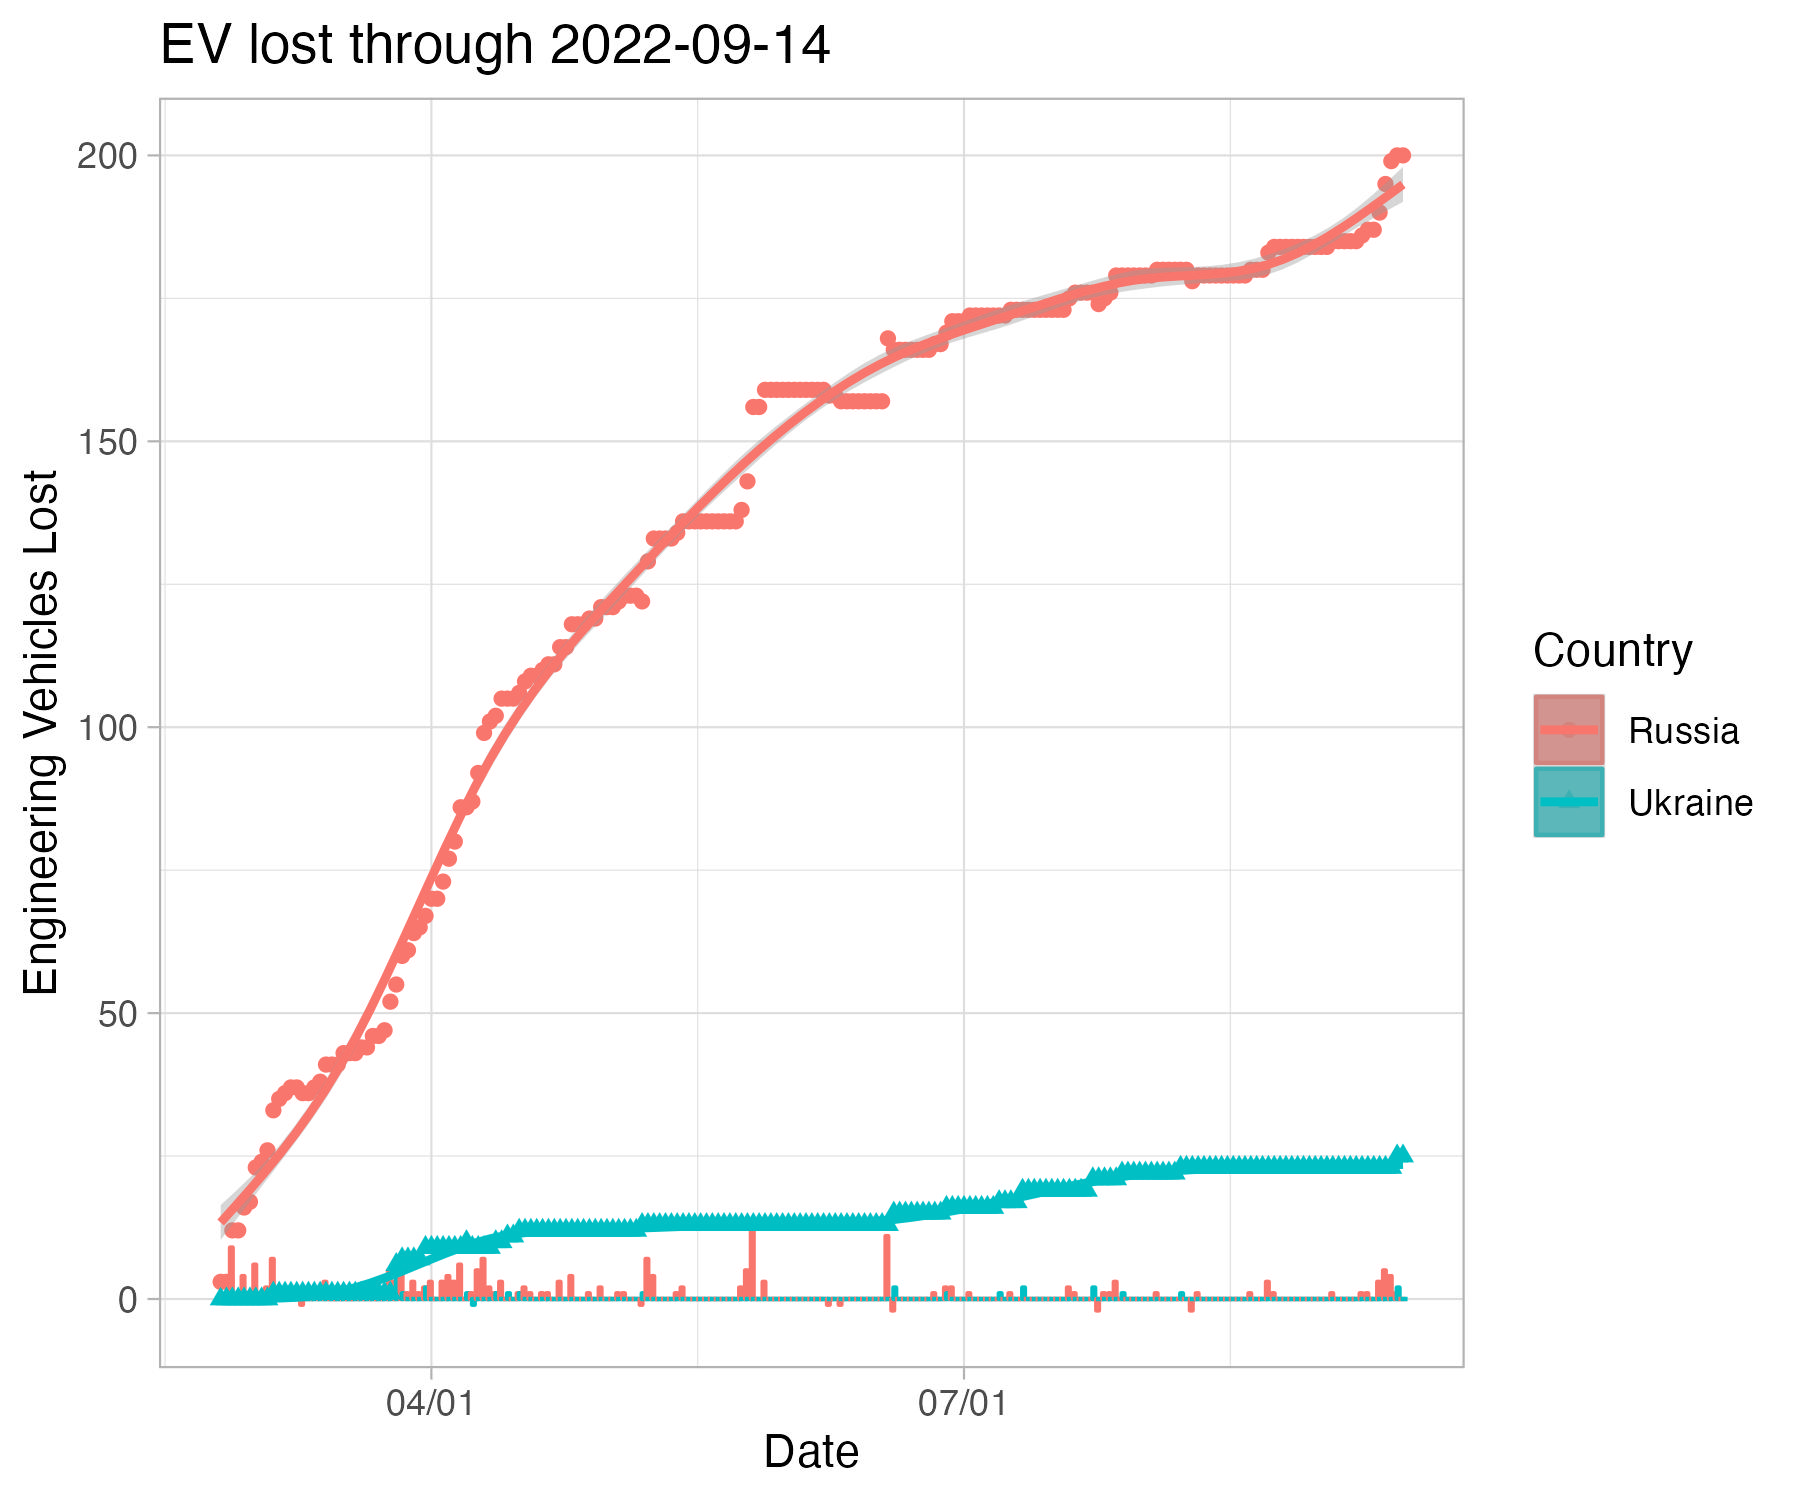 EV lost through 2022-09-14
Engineering Vehicles Lost
200
150
100
50
0
04/01
07/01
Date
Country
Russia
Ukraine